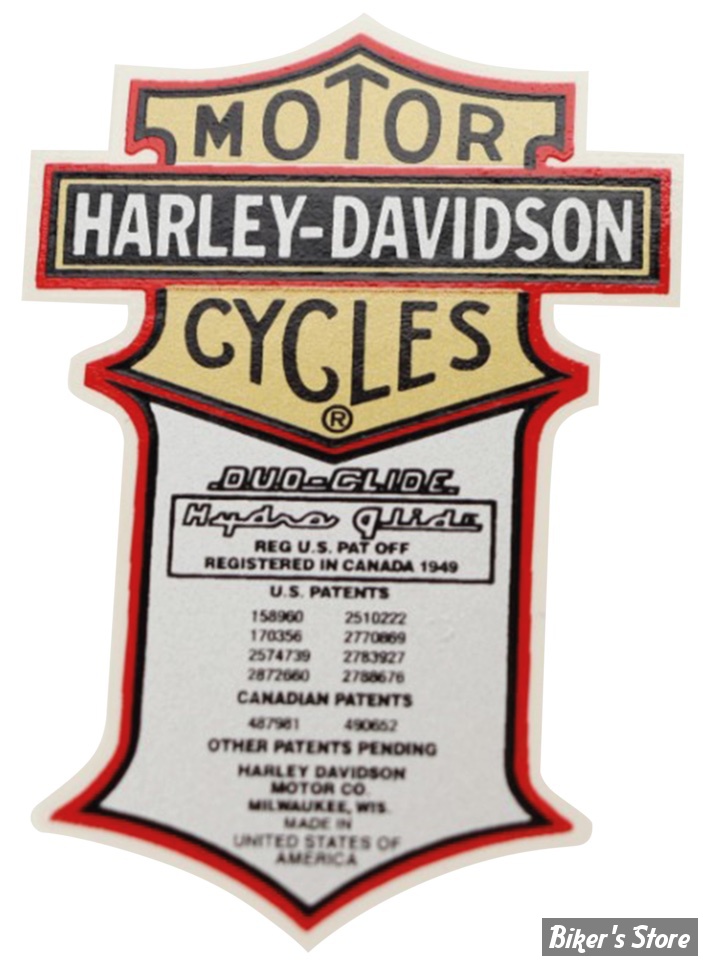 MOTOR
HARLEY-DAVIDSON
CYCLES
®
DUO-GLIDE
Hydra Glide
REG U.S. PAT OFF
REGISTERED IN CANADA 1949
U.S. PATENTS
158960 2510222
170356 2770869
2574739 2783927
2872660 2788676
CANADIAN PATENTS
487981 490652
OTHER PATENTS PENDING
HARLEY DAVIDSON
MOTOR CO.
MILWAUKEE, WIS.
MADE IN
UNITED STATES OF
AMERICA
Biker's Store